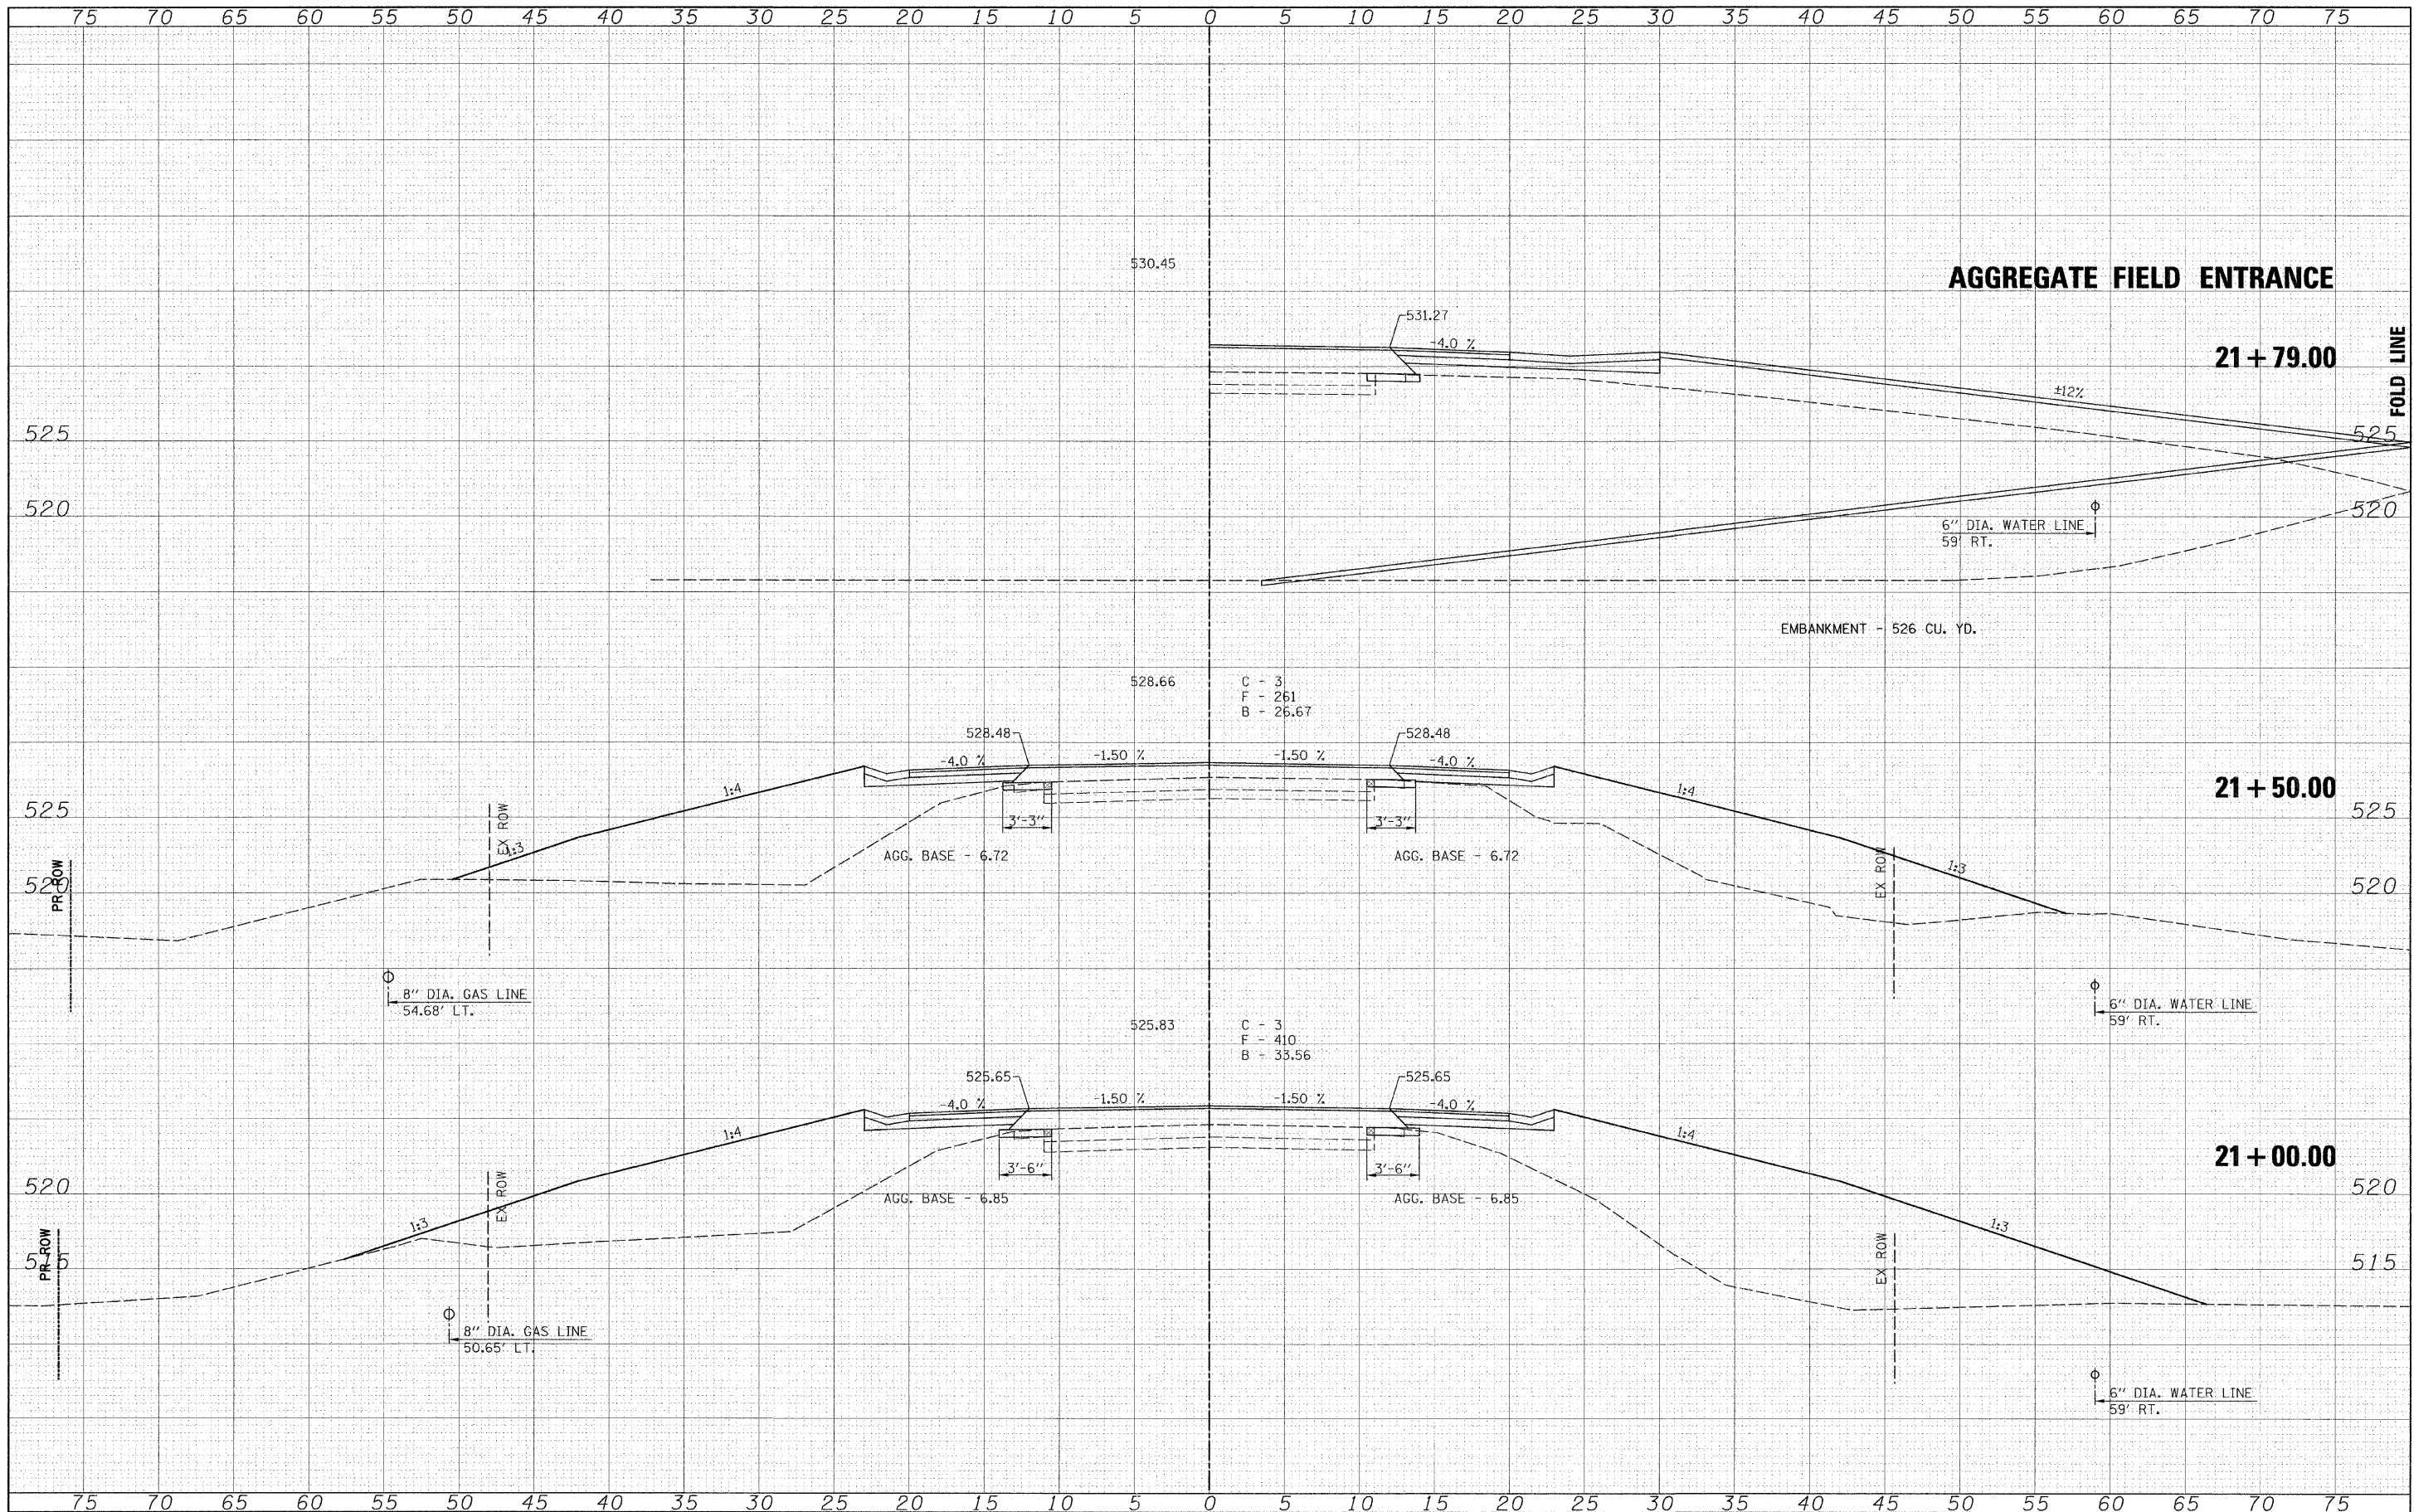 75 70 65 60 55 50 45 40 35 30 25 20 15 10 5 0 5 10 15 20 25 30 35 40 45 50 55 60 65 70 75
530.45
AGGREGATE FIELD ENTRANCE
531.27
-4.0 %
21+79.00
FOLD LINE
±12%
525
525
520
520
6" DIA. WATER LINE
59' RT.
EMBANKMENT - 526 CU. YD.
528.66
C - 3
F - 261
B - 26.67
528.48
528.48
-4.0 %
-1.50 %
-1.50 %
-4.0 %
1:4
1:4
21+50.00
525
525
EX ROW
3'-3"
3'-3"
1:3
AGG. BASE - 6.72
AGG. BASE - 6.72
PR ROW
EX ROW
1:3
520
520
8" DIA. GAS LINE
54.68' LT.
6" DIA. WATER LINE
59' RT.
525.83
C - 3
F - 410
B - 33.56
525.65
525.65
-4.0 %
-1.50 %
-1.50 %
-4.0 %
1:4
1:4
21+00.00
520
520
EX ROW
3'-6"
3'-6"
AGG. BASE - 6.85
AGG. BASE - 6.85
1:3
1:3
PR ROW
EX ROW
515
515
8" DIA. GAS LINE
50.65' LT.
6" DIA. WATER LINE
59' RT.
75 70 65 60 55 50 45 40 35 30 25 20 15 10 5 0 5 10 15 20 25 30 35 40 45 50 55 60 65 70 75